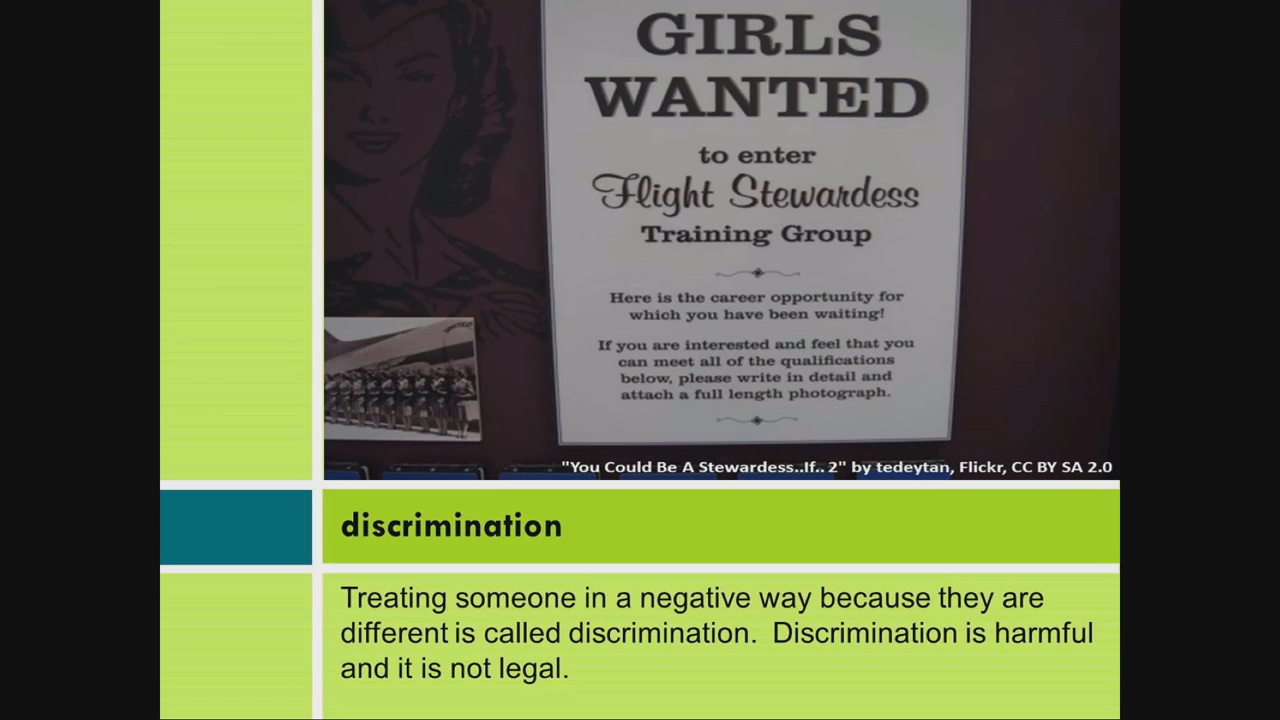 GIRLS
WANTED
to enter
Flight Stewardess
Training Group
Here is the career opportunity for
which you have been waiting!
If you are interested and feel that you
can meet all of the qualifications
below, please write in detail and
attach a full length photograph.
"You Could Be A Stewardess..If.. 2" by tedeytan, Flickr, CC BY SA 2.0
discrimination
Treating someone in a negative way because they are
different is called discrimination.  Discrimination is harmful
and it is not legal.